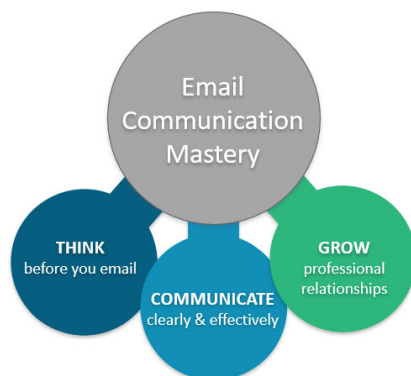 Email
Communication
Mastery
THINK
before you email
COMMUNICATE
clearly & effectively
GROW
professional
relationships